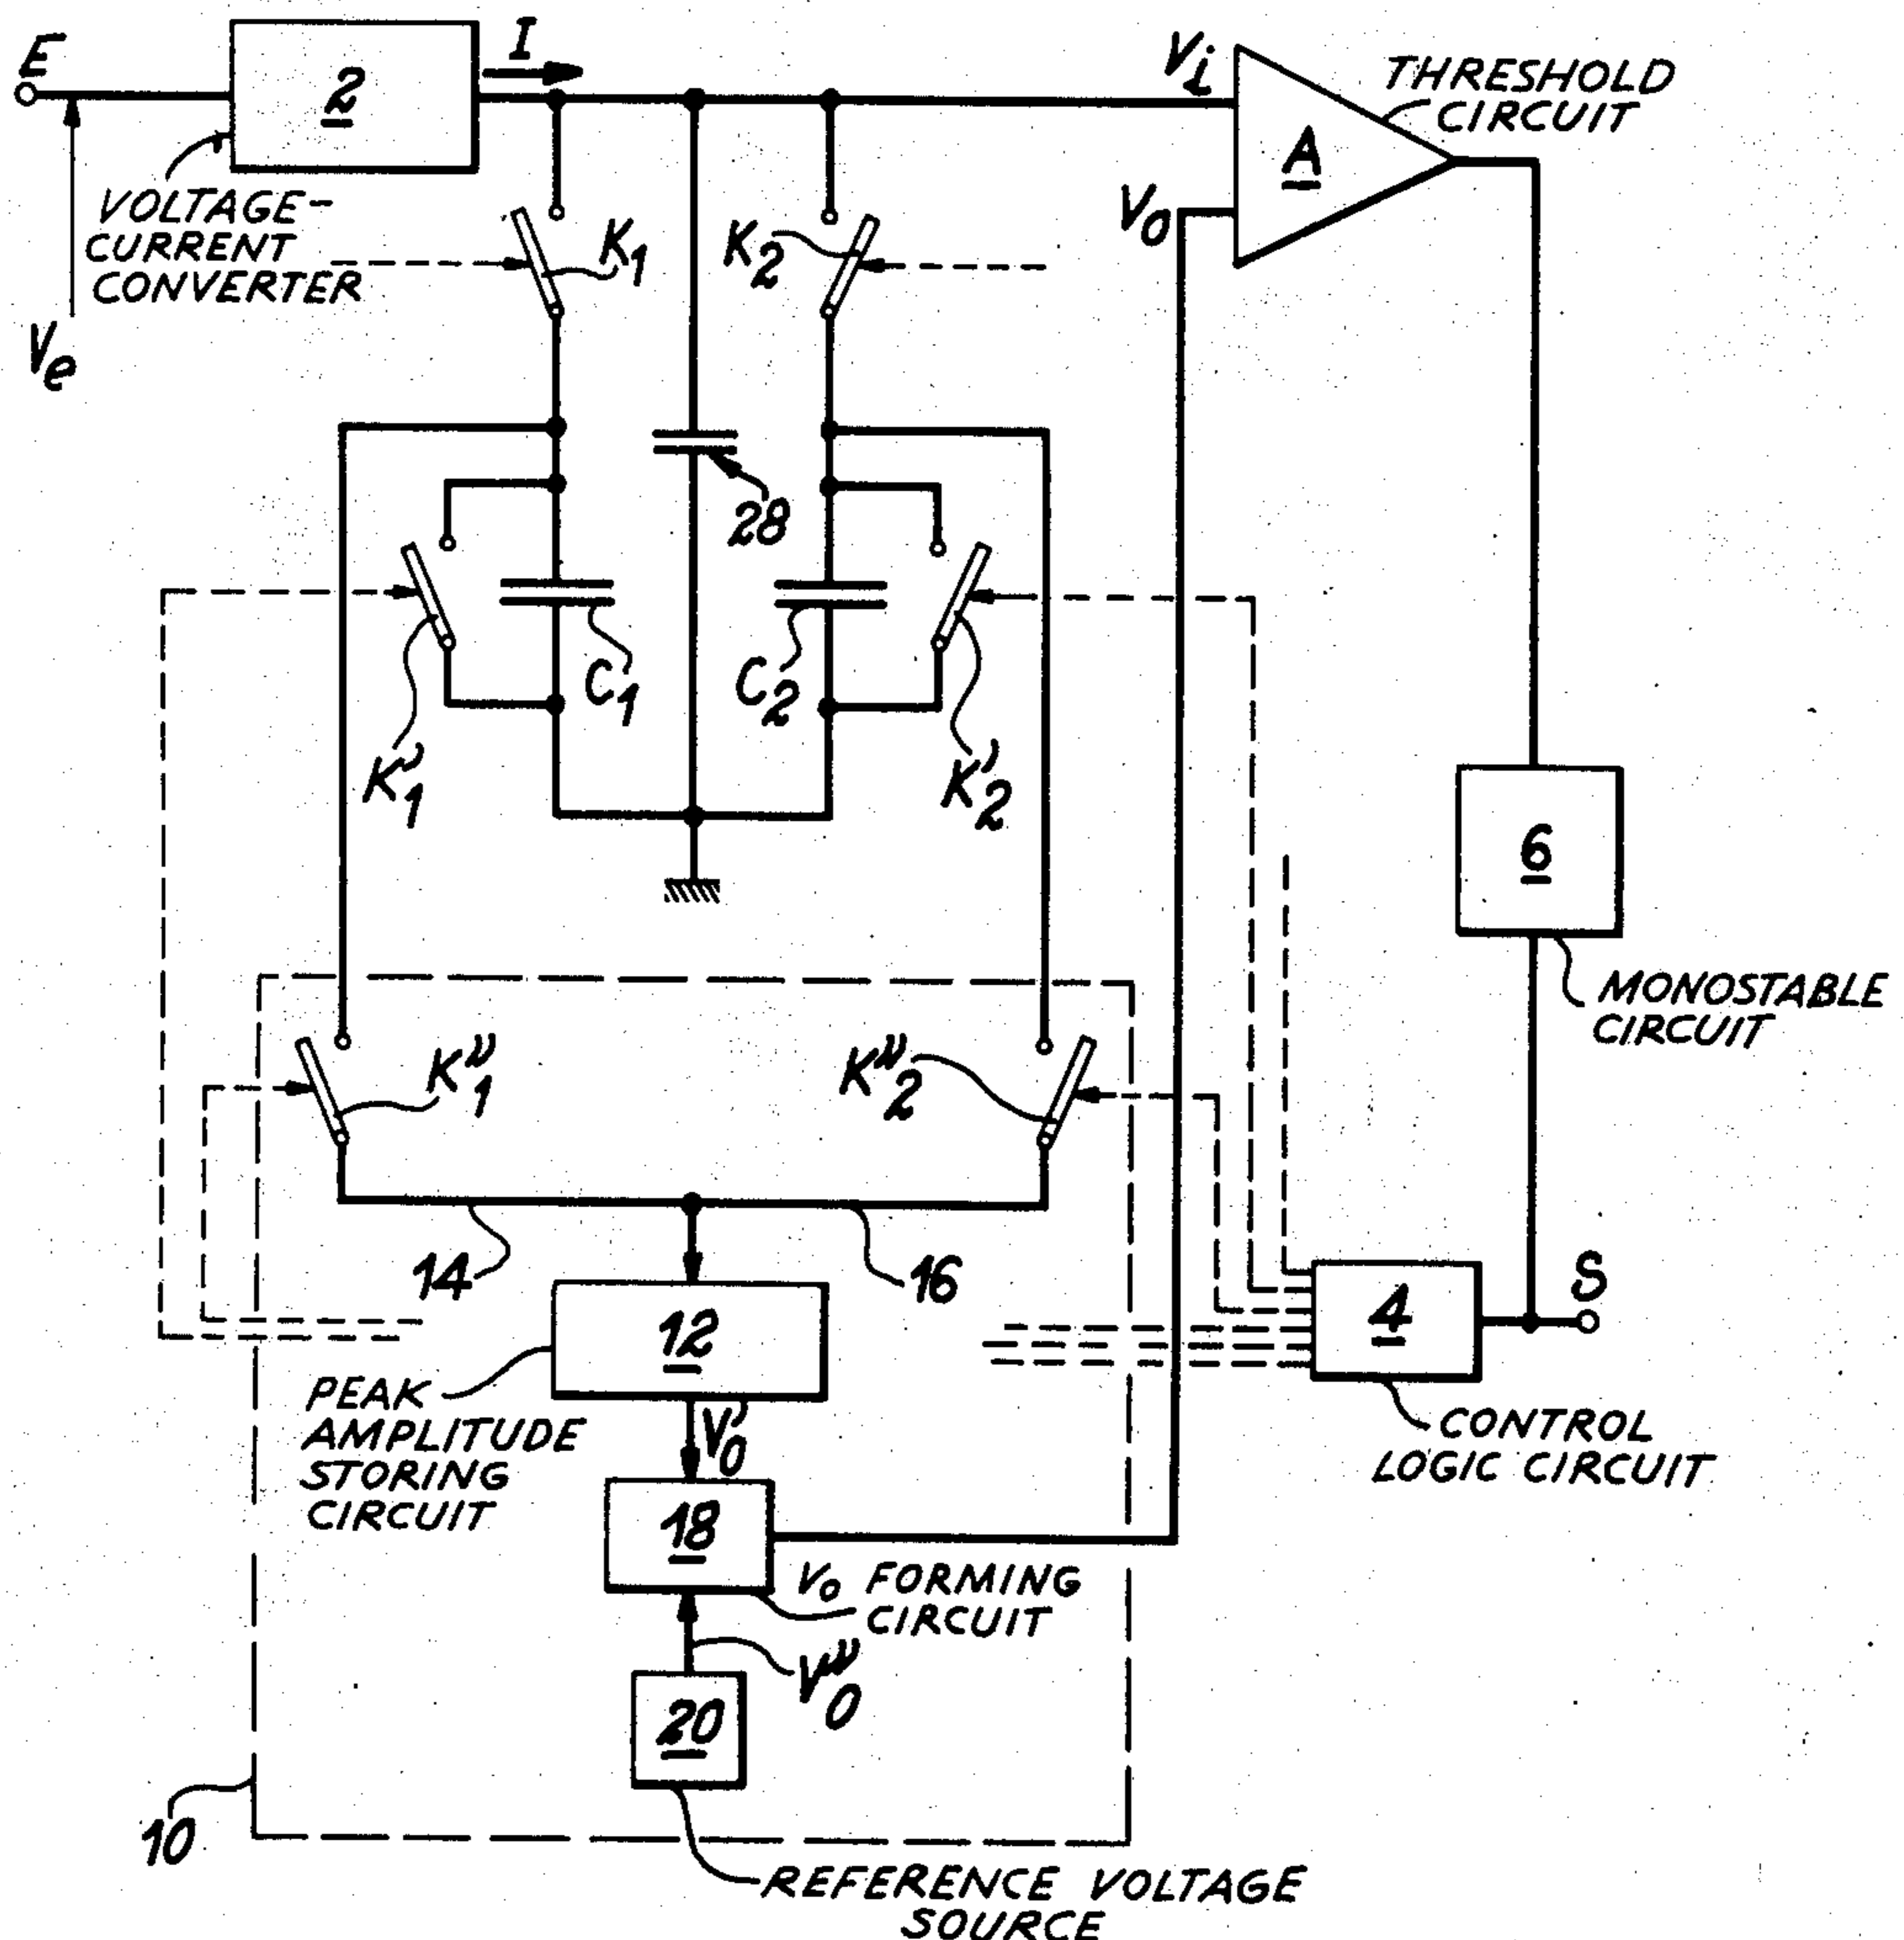 E
2
I
Vi
THRESHOLD
CIRCUIT
A
VOLTAGE-
CURRENT
CONVERTER
Ve
K1
K2
V0
28
C1
C2
K'1
K'2
6
MONOSTABLE
CIRCUIT
K"1
K"2
14
16
S
4
12
PEAK
AMPLITUDE
STORING
CIRCUIT
V'0
CONTROL
LOGIC CIRCUIT
18
V0 FORMING
CIRCUIT
V"0
20
10
REFERENCE VOLTAGE
SOURCE